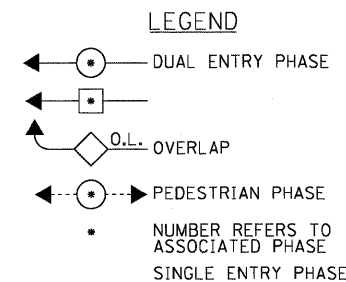 LEGEND
* DUAL ENTRY PHASE
*
O.L. OVERLAP
* PEDESTRIAN PHASE
* NUMBER REFERS TO
ASSOCIATED PHASE
SINGLE ENTRY PHASE